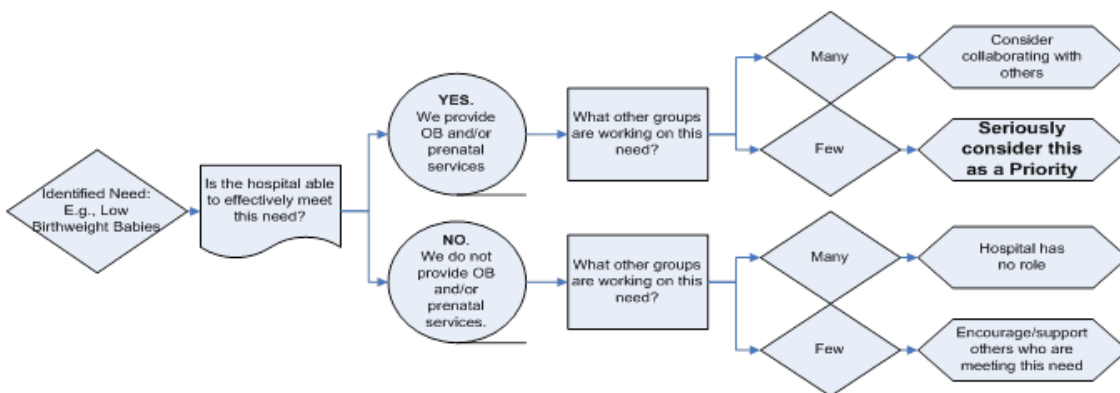 Identified Need:
E.g., Low
Birthweight Babies
Is the hospital able
to effectively meet
this need?
YES.
We provide
OB and/or
prenatal
services
What other groups
are working on this
need?
Many
Consider
collaborating with
others
Few
Seriously
consider this
as a Priority
NO.
We do not
provide OB
and/or
prenatal
services.
What other groups
are working on this
need?
Many
Hospital has
no role
Few
Encourage/support
others who are
meeting this need